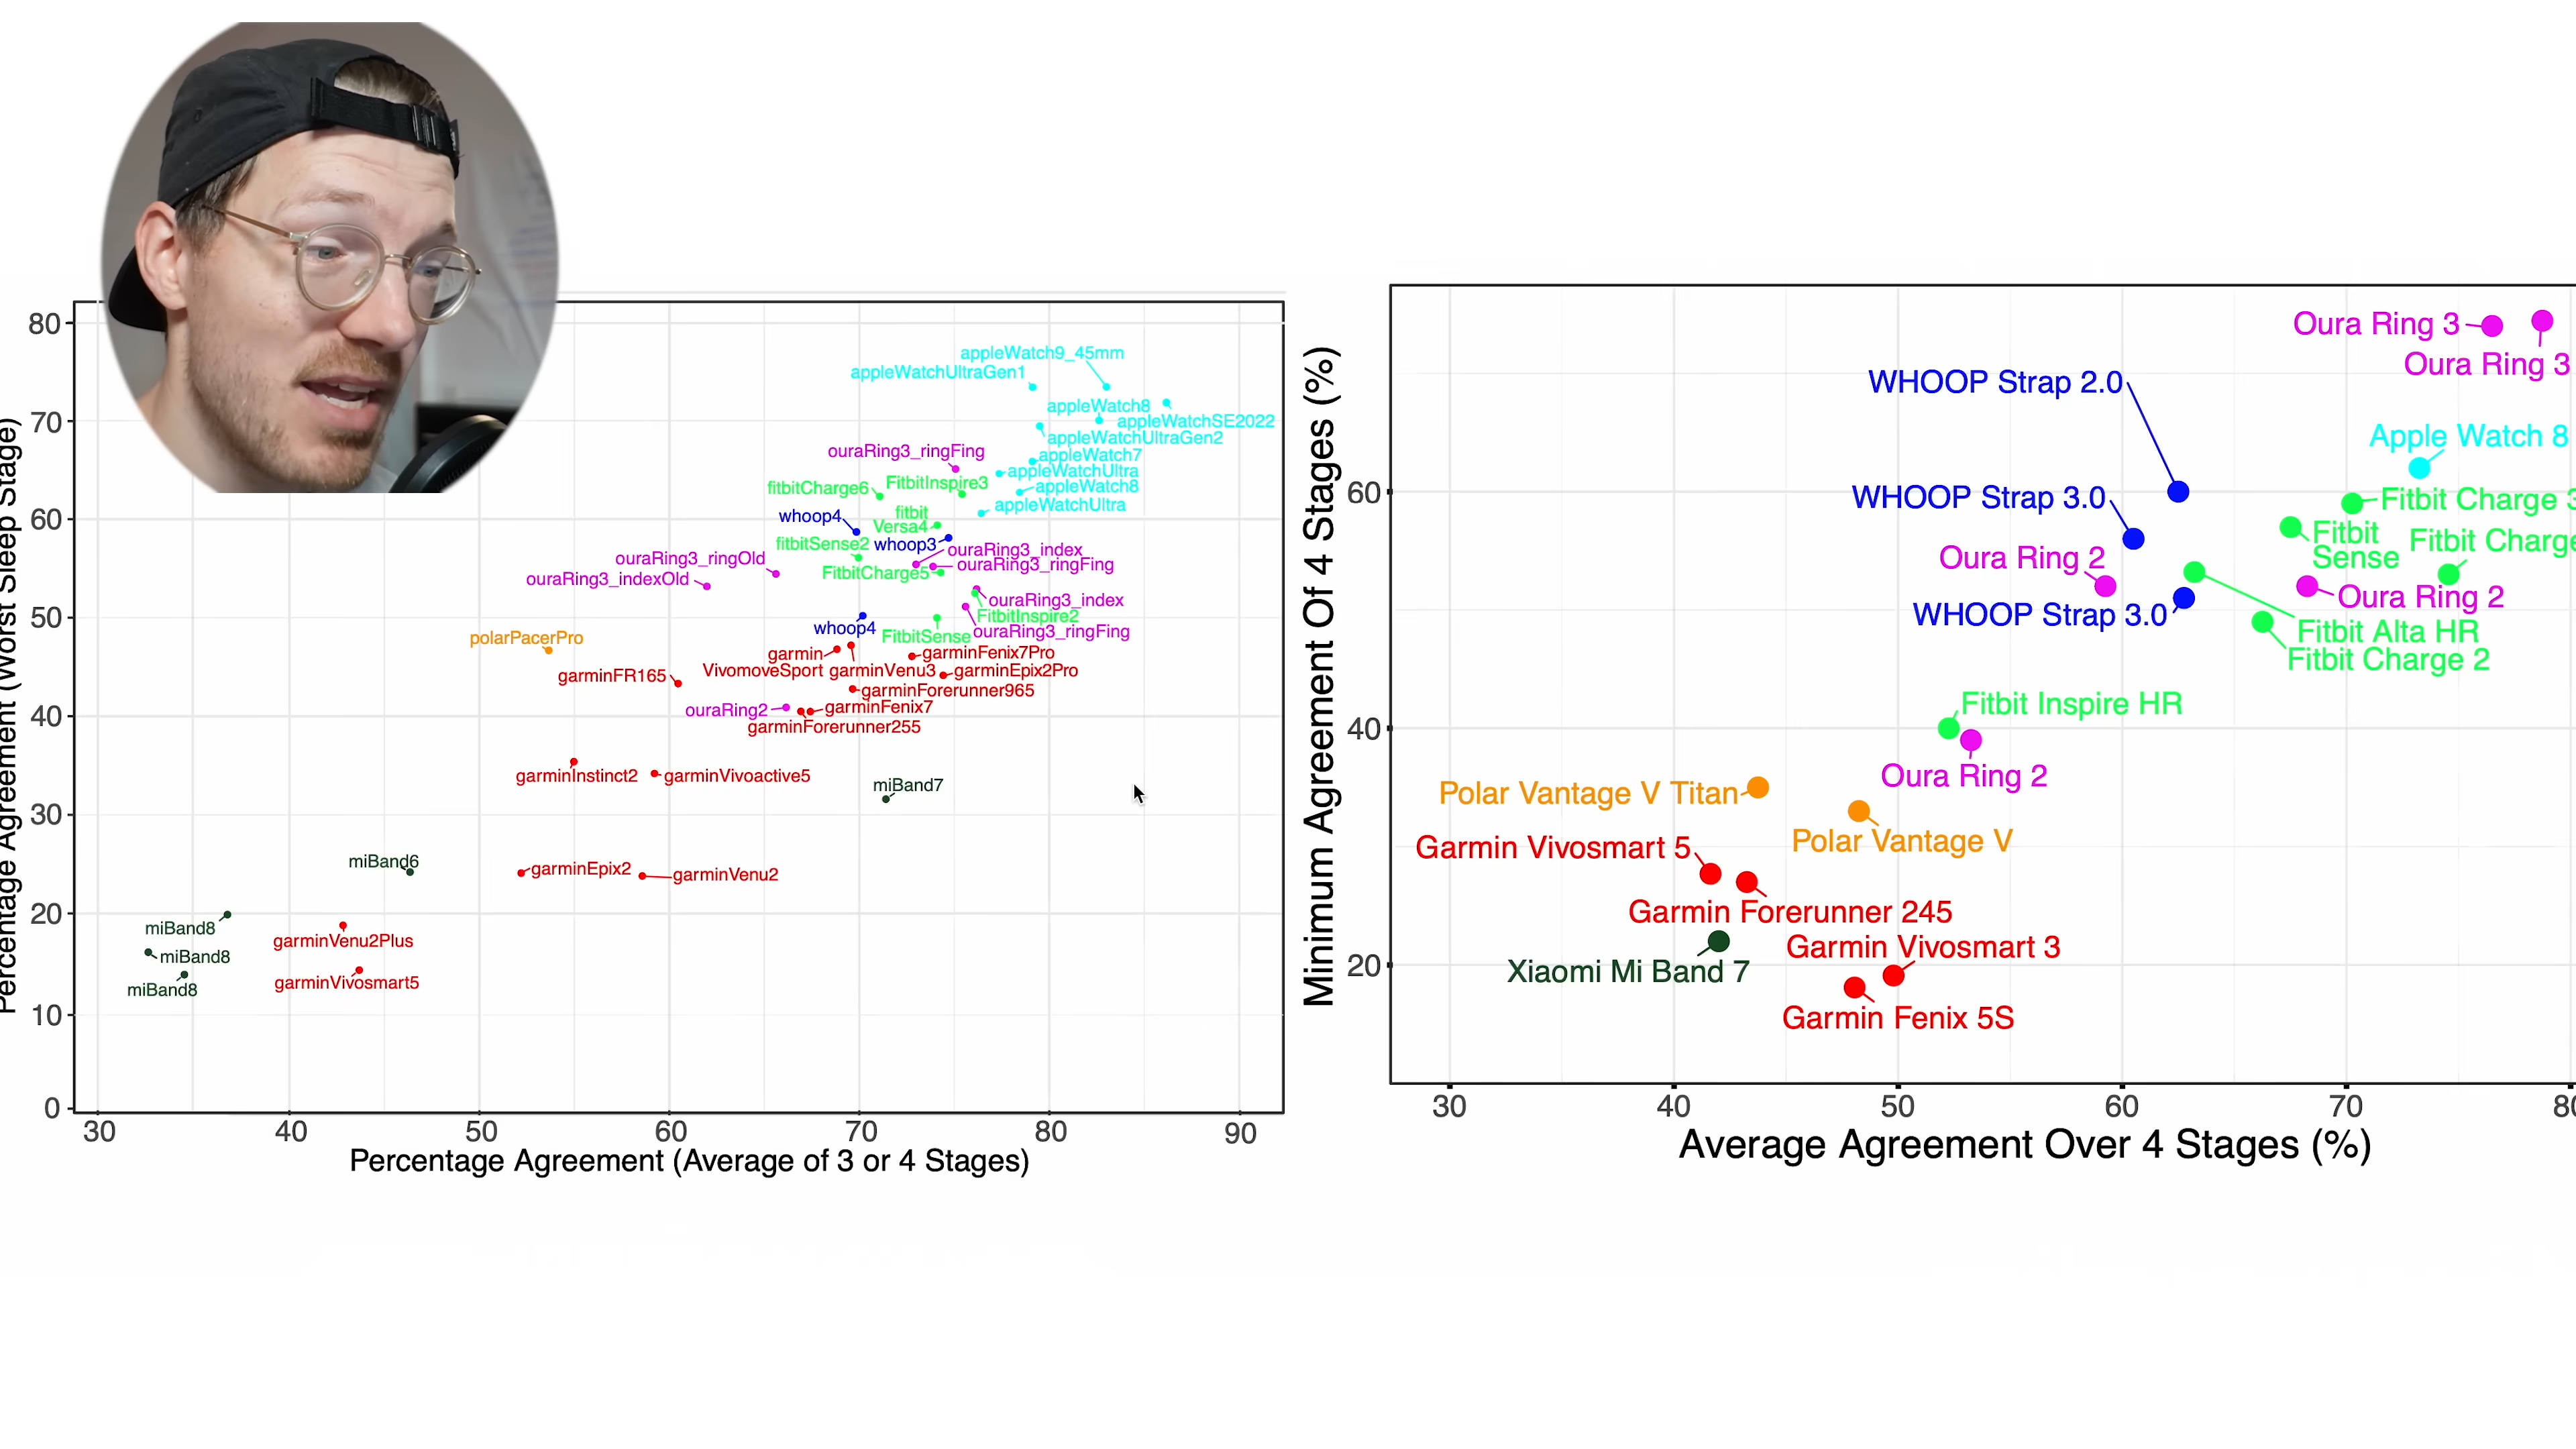 80
70
60
50
40
30
20
10
0
30
40
50
60
70
80
90
Percentage Agreement (Worst Sleep Stage)
Percentage Agreement (Average of 3 or 4 Stages)
appleWatch9_45mm
appleWatchUltraGen1
appleWatch8
appleWatchSE2022
appleWatchUltraGen2
ouraRing3_ringFing
appleWatch7
appleWatchUltra
fitbitCharge6
FitbitInspire3
appleWatch8
appleWatchUltra
whoop4
fitbit
Versa4
fitbitSense2
whoop3
ouraRing3_index
ouraRing3_ringOld
ouraRing3_ringFing
ouraRing3_indexOld
FitbitCharge5
ouraRing3_index
FitbitInspire2
whoop4
FitbitSense
ouraRing3_ringFing
polarPacerPro
garmin
VivomoveSport
garminFenix7Pro
garminVenu3
garminEpix2Pro
garminFR165
garminForerunner965
ouraRing2
garminFenix7
garminForerunner255
garminInstinct2
garminVivoactive5
miBand7
miBand6
garminEpix2
garminVenu2
miBand8
garminVenu2Plus
miBand8
garminVivosmart5
miBand8
Minimum Agreement Of 4 Stages (%)
60
40
20
30
40
50
60
70
Average Agreement Over 4 Stages (%)
Oura Ring 3
Oura Ring 3
WHOOP Strap 2.0
Apple Watch 8
WHOOP Strap 3.0
Fitbit Charge 3
Fitbit
Sense
Fitbit Charge
Oura Ring 2
Oura Ring 2
WHOOP Strap 3.0
Fitbit Alta HR
Fitbit Charge 2
Fitbit Inspire HR
Oura Ring 2
Polar Vantage V Titan
Polar Vantage V
Garmin Vivosmart 5
Garmin Forerunner 245
Garmin Vivosmart 3
Xiaomi Mi Band 7
Garmin Fenix 5S